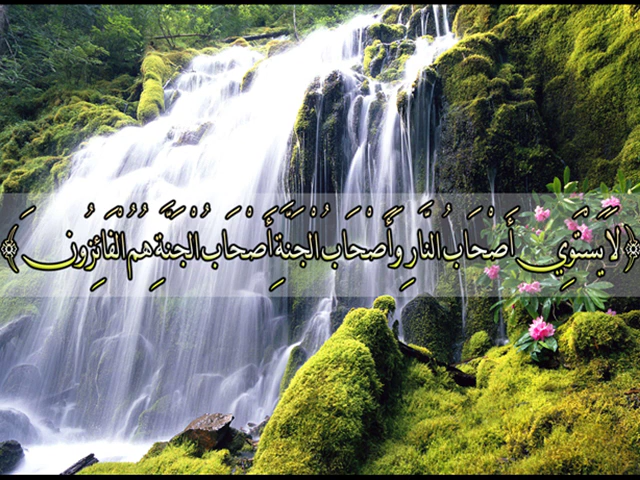 ﴿لَا يَسْتَوِي أَصْحَابُ النَّارِ وَأَصْحَابُ الْجَنَّةِ أَصْحَابُ الْجَنَّةِ هُمُ الْفَائِزُونَ﴾